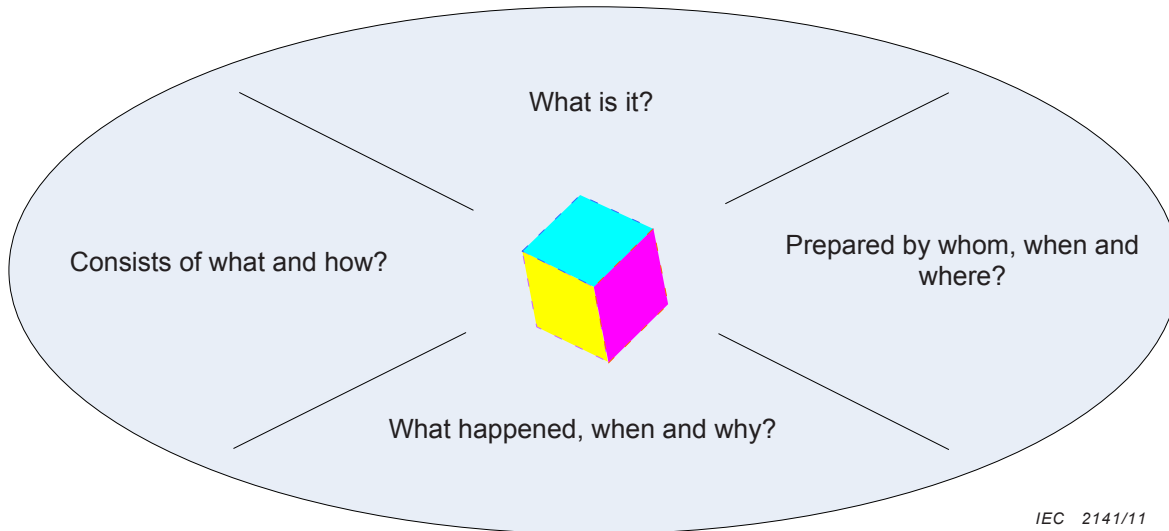 What is it?
Consists of what and how?
Prepared by whom, when and
where?
What happened, when and why?
IEC 2141/11